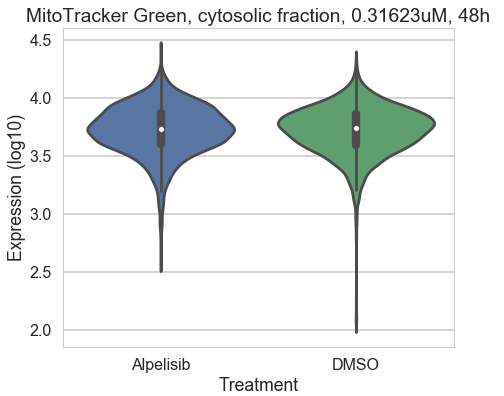 MitoTracker Green, cytosolic fraction, 0.31623uM, 48h
4.5
4.0
3.5
3.0
2.5
2.0
Expression (log10)
Alpelisib DMSO
Treatment